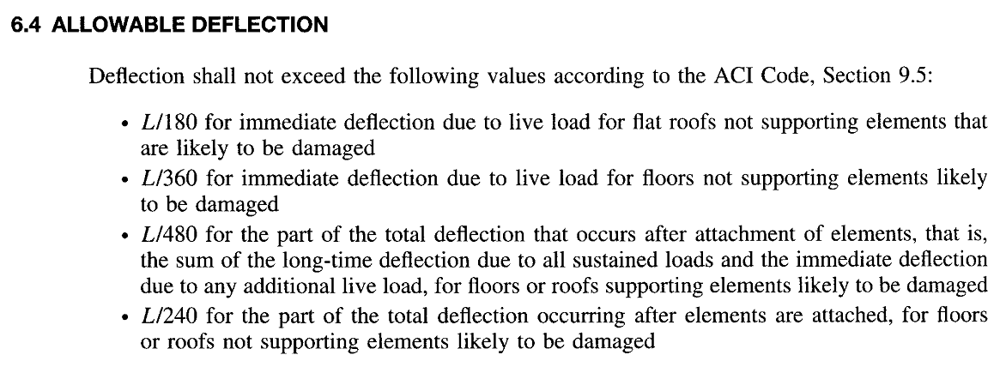 6.4 ALLOWABLE DEFLECTION
Deflection shall not exceed the following values according to the ACI Code, Section 9.5:
• L/180 for immediate deflection due to live load for flat roofs not supporting elements that
are likely to be damaged
• L/360 for immediate deflection due to live load for floors not supporting elements likely
to be damaged
• L/480 for the part of the total deflection that occurs after attachment of elements, that is,
the sum of the long-time deflection due to all sustained loads and the immediate deflection
due to any additional live load, for floors or roofs supporting elements likely to be damaged
• L/240 for the part of the total deflection occurring after elements are attached, for floors
or roofs not supporting elements likely to be damaged